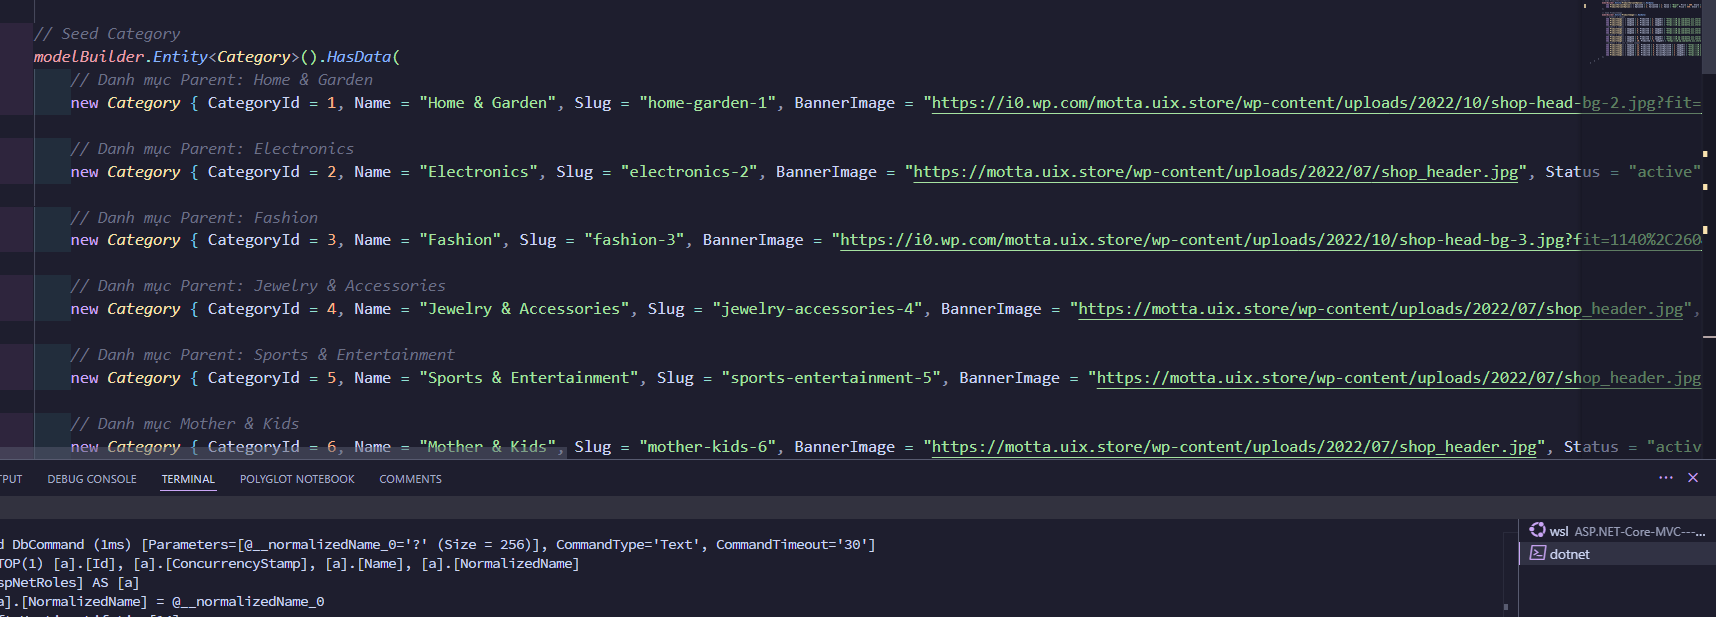 // Seed Category
modelBuilder.Entity<Category>().HasData(
// Danh mục Parent: Home & Garden
new Category { CategoryId = 1, Name = "Home & Garden", Slug = "home-garden-1", BannerImage = "https://i0.wp.com/motta.uix.store/wp-content/uploads/2022/10/shop-head-bg-2.jpg?fit=
// Danh mục Parent: Electronics
new Category { CategoryId = 2, Name = "Electronics", Slug = "electronics-2", BannerImage = "https://motta.uix.store/wp-content/uploads/2022/07/shop_header.jpg", Status = "active"
// Danh mục Parent: Fashion
new Category { CategoryId = 3, Name = "Fashion", Slug = "fashion-3", BannerImage = "https://i0.wp.com/motta.uix.store/wp-content/uploads/2022/10/shop-head-bg-3.jpg?fit=1140%2C260
// Danh mục Parent: Jewelry & Accessories
new Category { CategoryId = 4, Name = "Jewelry & Accessories", Slug = "jewelry-accessories-4", BannerImage = "https://motta.uix.store/wp-content/uploads/2022/07/shop_header.jpg",
// Danh mục Parent: Sports & Entertainment
new Category { CategoryId = 5, Name = "Sports & Entertainment", Slug = "sports-entertainment-5", BannerImage = "https://motta.uix.store/wp-content/uploads/2022/07/shop_header.jpg
// Danh mục Mother & Kids
new Category { CategoryId = 6, Name = "Mother & Kids", Slug = "mother-kids-6", BannerImage = "https://motta.uix.store/wp-content/uploads/2022/07/shop_header.jpg", Status = "activ
TPUT DEBUG CONSOLE TERMINAL POLYGLOT NOTEBOOK COMMENTS
d DbCommand (1ms) [Parameters=[@__normalizedName_0='?' (Size = 256)], CommandType='Text', CommandTimeout='30']
TOP(1) [a].[Id], [a].[ConcurrencyStamp], [a].[Name], [a].[NormalizedName]
spNetRoles] AS [a]
a].[NormalizedName] = @__normalizedName_0
wsl ASP.NET-Core-MVC---...
dotnet